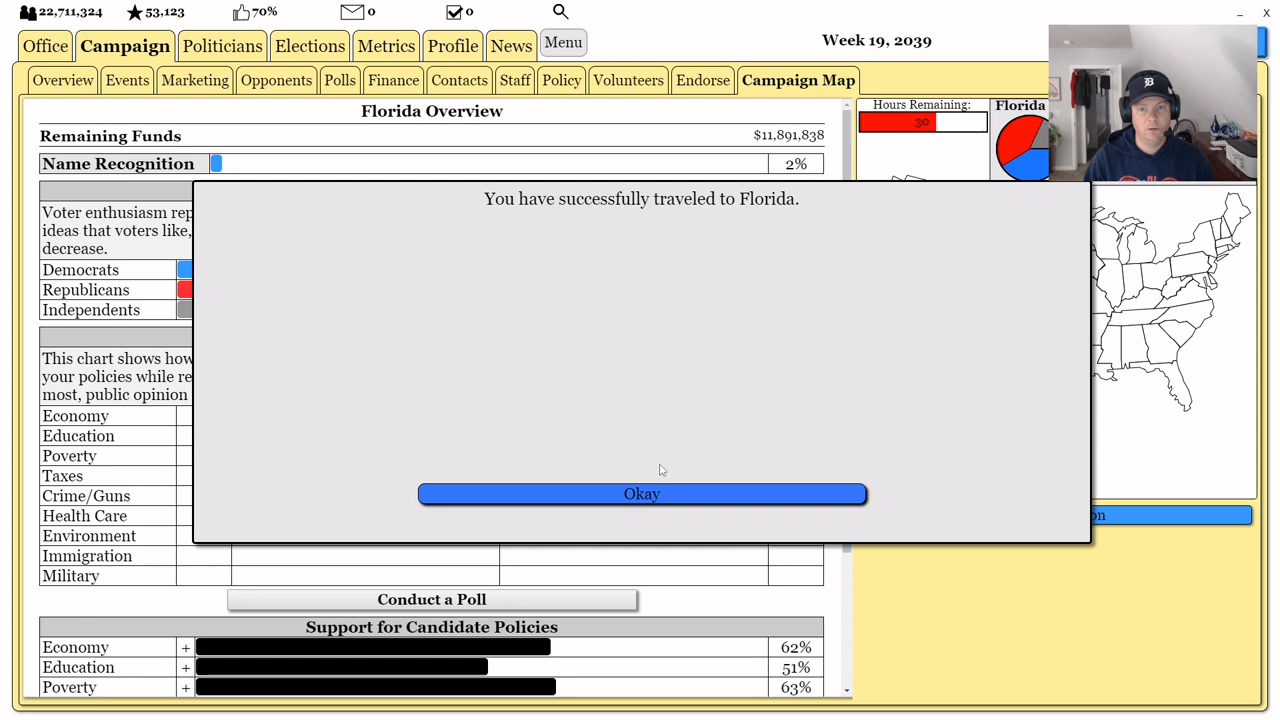 22,711,324 53,123 70% 0 0
Office Campaign Politicians Elections Metrics Profile News Menu Week 19, 2039
Overview Events Marketing Opponents Polls Finance Contacts Staff Policy Volunteers Endorse Campaign Map
Florida Overview
Remaining Funds $11,891,838
Name Recognition 2%
Hours Remaining:
30
Florida
You have successfully traveled to Florida.
Okay
Voter enthusiasm rep
ideas that voters like,
decrease.
Democrats
Republicans
Independents
This chart shows how
your policies while re
most, public opinion
Economy
Education
Poverty
Taxes
Crime/Guns
Health Care
Environment
Immigration
Military
Conduct a Poll
Support for Candidate Policies
Economy + 62%
Education + 51%
Poverty + 63%
on